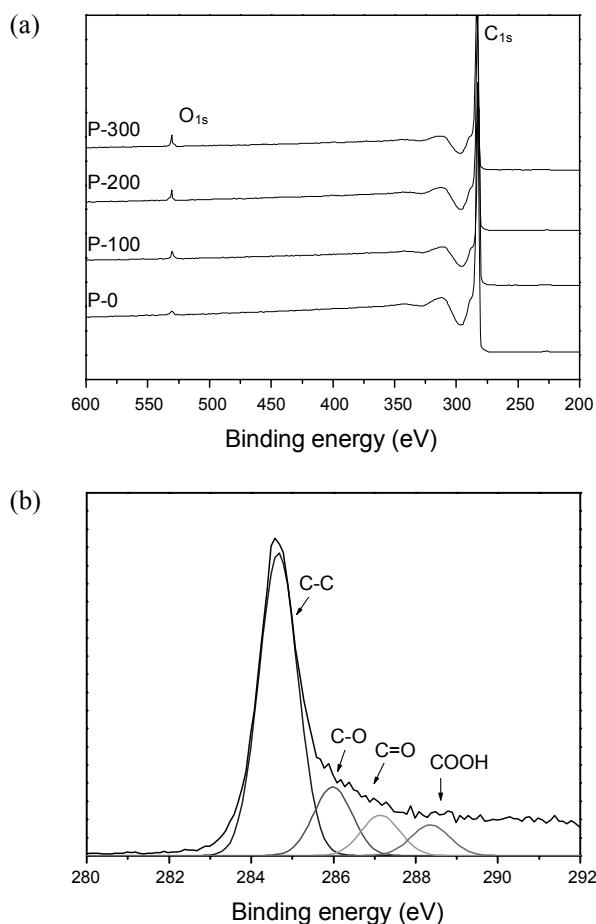 (a)
C1s
O1s
P-300
P-200
P-100
P-0
600 550 500 450 400 350 300 250 200
Binding energy (eV)
(b)
C-C
C-O
C=O
COOH
280 282 284 286 288 290 292
Binding energy (eV)